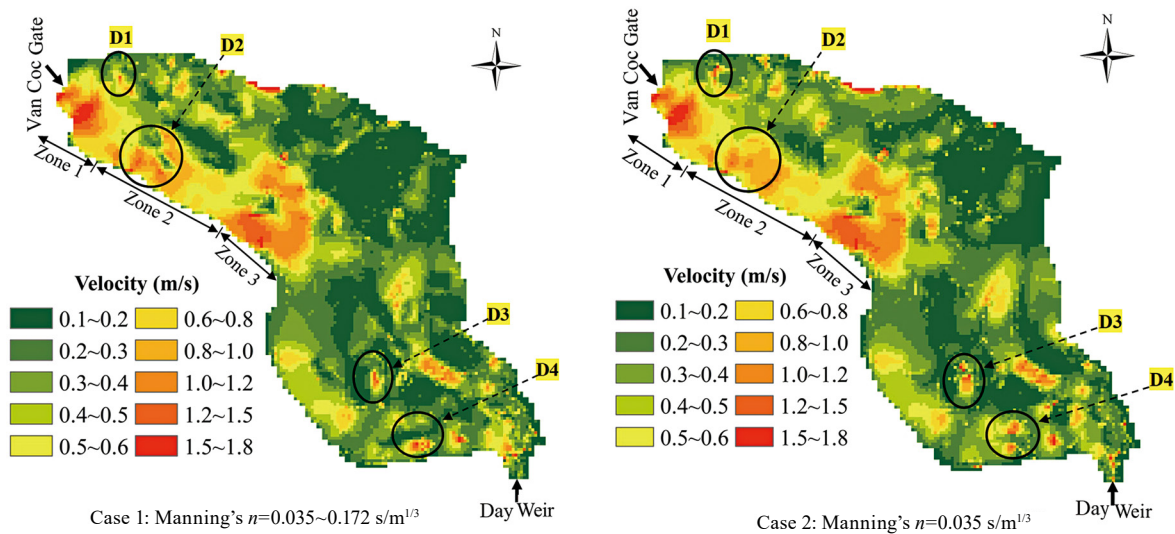 N
D1
D2
Van Coc Gate
Zone 1
Zone 2
Zone 3
Velocity (m/s)
0.1~0.2
0.6~0.8
0.2~0.3
0.8~1.0
0.3~0.4
1.0~1.2
0.4~0.5
1.2~1.5
0.5~0.6
1.5~1.8
D3
D4
Day Weir
Case 1: Manning's n=0.035~0.172 s/m1/3
N
D1
D2
Van Coc Gate
Zone 1
Zone 2
Zone 3
Velocity (m/s)
0.1~0.2
0.6~0.8
0.2~0.3
0.8~1.0
0.3~0.4
1.0~1.2
0.4~0.5
1.2~1.5
0.5~0.6
1.5~1.8
D3
D4
Day Weir
Case 2: Manning's n=0.035 s/m1/3